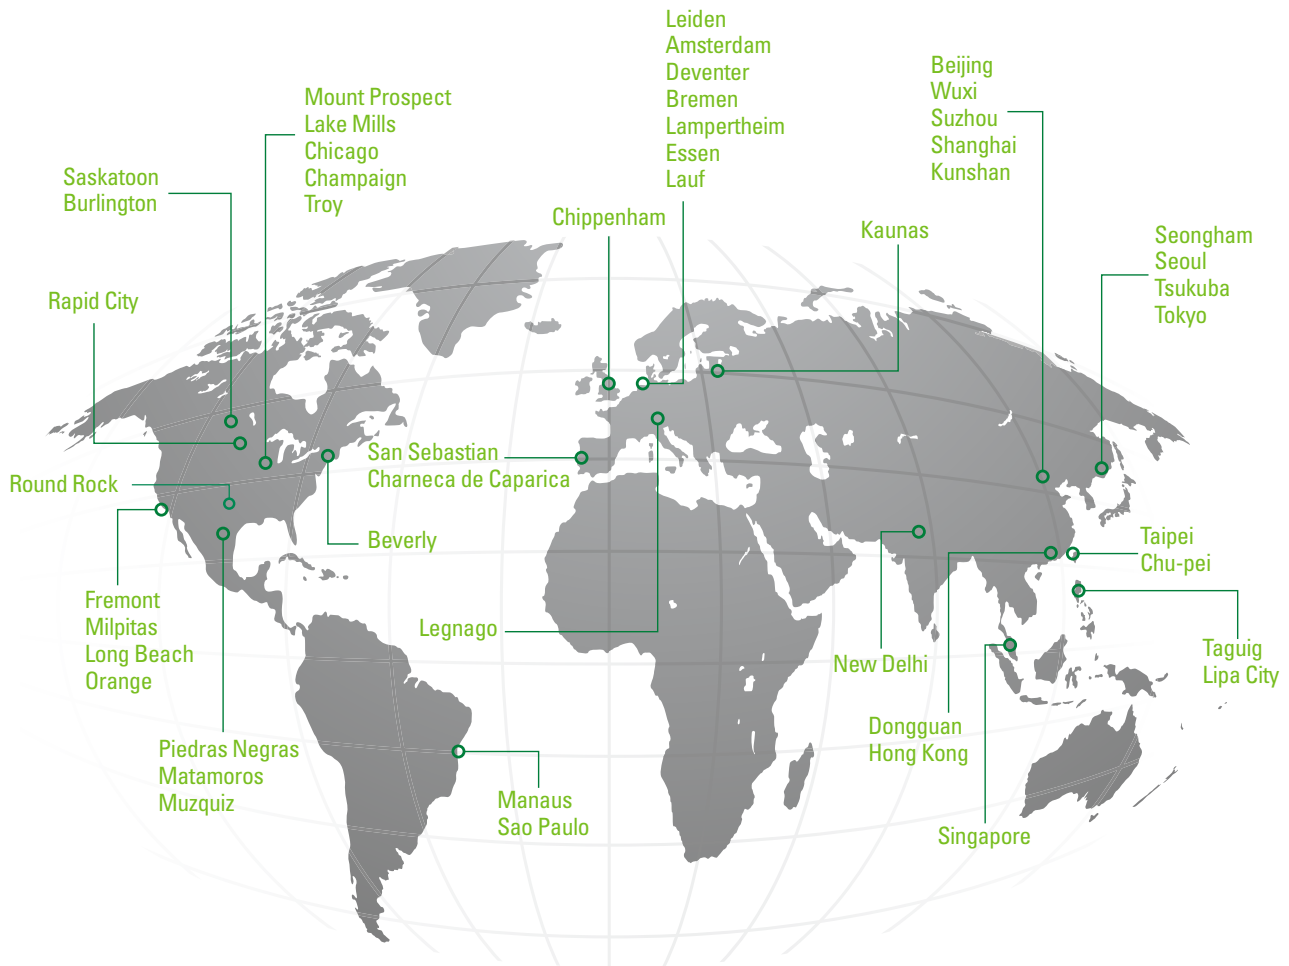 Leiden
Amsterdam
Deventer
Bremen
Lampertheim
Essen
Lauf
Beijing
Wuxi
Suzhou
Shanghai
Kunshan
Mount Prospect
Lake Mills
Chicago
Champaign
Troy
Saskatoon
Burlington
Chippenham
Kaunas
Seongham
Seoul
Tsukuba
Tokyo
Rapid City
San Sebastian
Charneca de Caparica
Round Rock
Beverly
Taipei
Chu-pei
Fremont
Milpitas
Long Beach
Orange
Legnago
New Delhi
Taguig
Lipa City
Dongguan
Hong Kong
Piedras Negras
Matamoros
Muzquiz
Manaus
Sao Paulo
Singapore